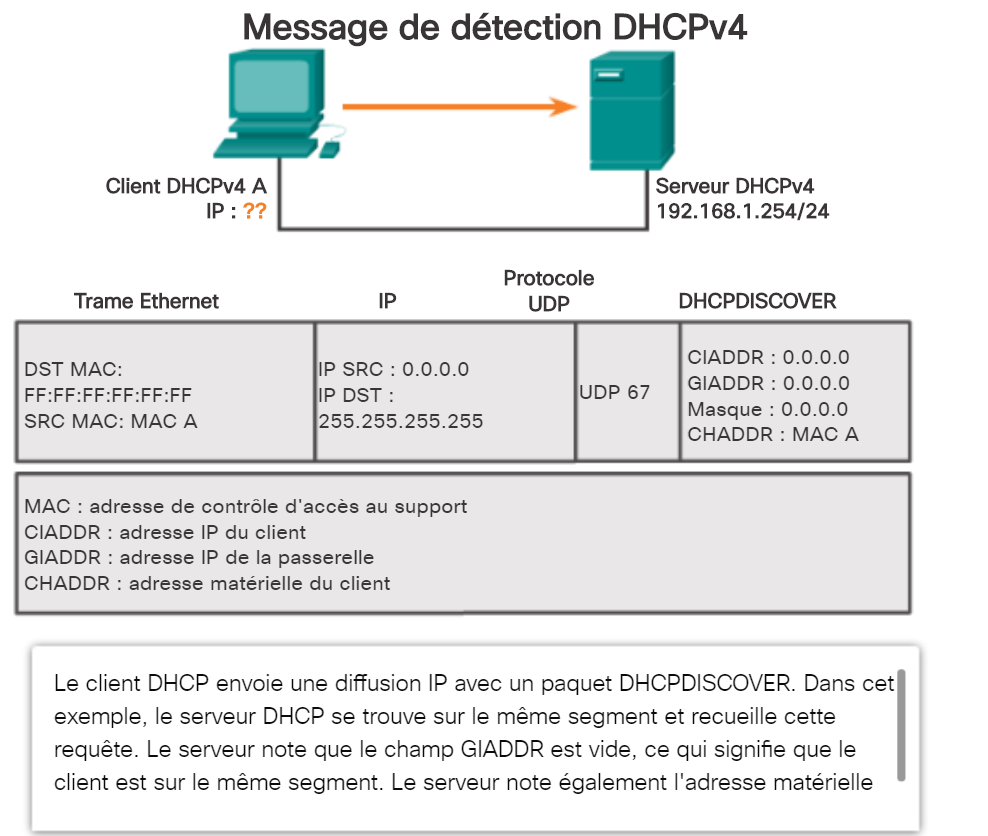 Message de détection DHCPv4
Client DHCPv4 A
IP : ??
Serveur DHCPv4
192.168.1.254/24
Trame Ethernet
IP
Protocole
UDP
DHCPDISCOVER
DST MAC:
FF:FF:FF:FF:FF:FF
SRC MAC: MAC A
IP SRC : 0.0.0.0
IP DST :
255.255.255.255
UDP 67
CIADDR : 0.0.0.0
GIADDR : 0.0.0.0
Masque : 0.0.0.0
CHADDR : MAC A
MAC : adresse de contrôle d'accès au support
CIADDR : adresse IP du client
GIADDR : adresse IP de la passerelle
CHADDR : adresse matérielle du client
Le client DHCP envoie une diffusion IP avec un paquet DHCPDISCOVER. Dans cet
exemple, le serveur DHCP se trouve sur le même segment et recueille cette
requête. Le serveur note que le champ GIADDR est vide, ce qui signifie que le
client est sur le même segment. Le serveur note également l'adresse matérielle